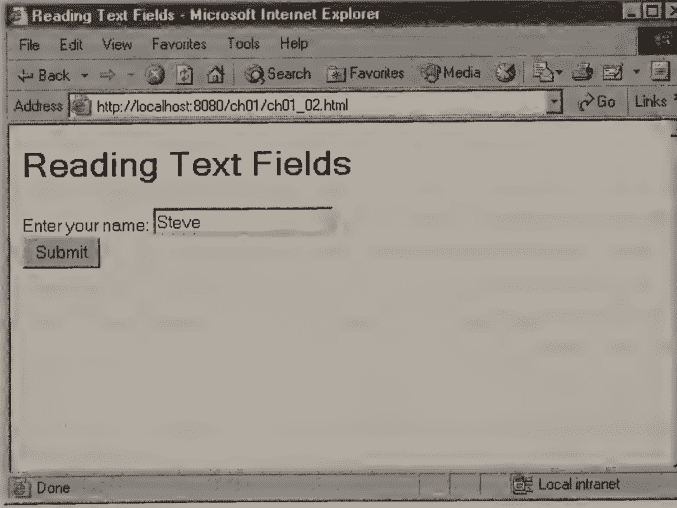 Reading Text Fields - Microsoft Internet Explorer
File Edit View Favorites Tools Help
Back Search Favorites Media
Address http://localhost:8080/ch01/ch01_02.html Go Links
Reading Text Fields
Enter your name: Steve
Submit
Done Local intranet